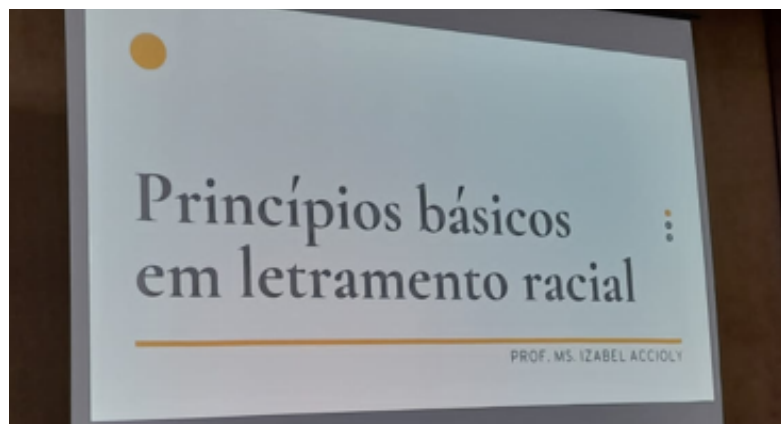 Princípios básicos
em letramento racial
PROF. MS. IZABEL ACCIOLY